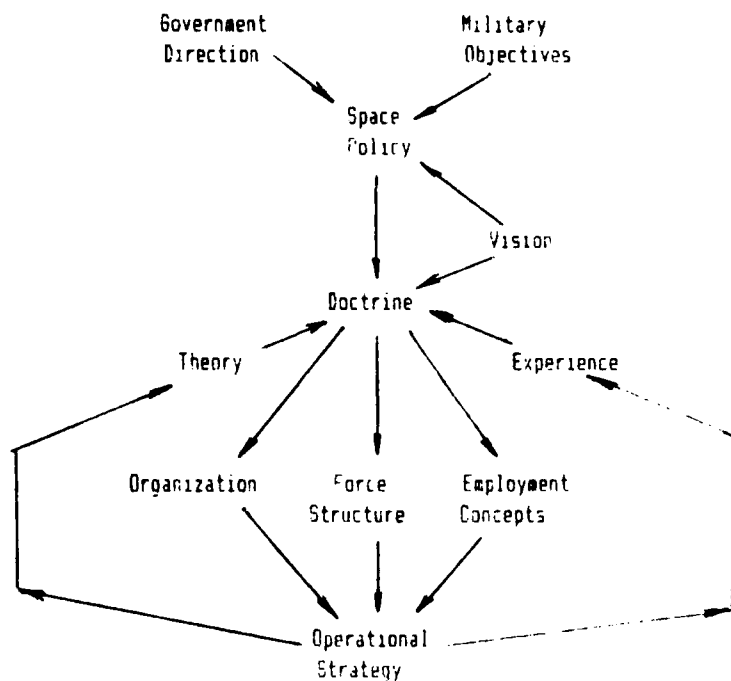 Government
Direction
Military
Objectives
Space
Policy
Vision
Doctrine
Theory
Experience
Organization
Force
Structure
Employment
Concepts
Operational
Strategy